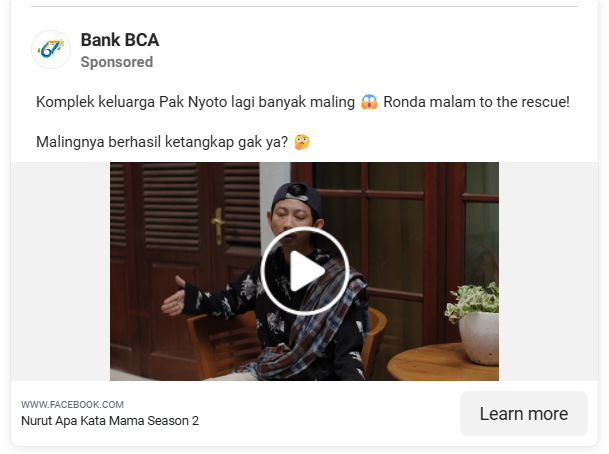 Bank BCA
Sponsored
67
Komplek keluarga Pak Nyoto lagi banyak maling 😱 Ronda malam to the rescue!
Malingnya berhasil ketangkap gak ya? 🤔
WWW.FACEBOOK.COM
Nurut Apa Kata Mama Season 2
Learn more